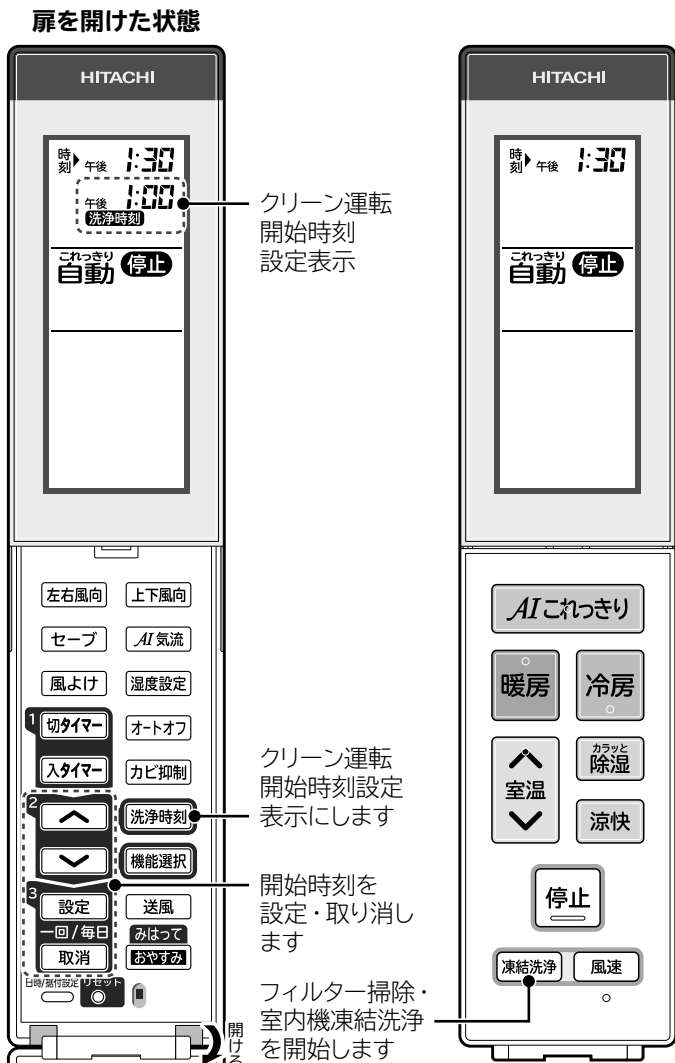 扉を開けた状態
HITACHI
時刻 午後 1:30
午後 1:00
洗浄時刻
これっきり
自動 停止
クリーン運転
開始時刻
設定表示
左右風向 上下風向
セーブ AI気流
風よけ 湿度設定
1 切タイマー オートオフ
入タイマー カビ抑制
2 洗浄時刻
機能選択
3 設定 送風
一回/毎日 みはって
取消 おやすみ
日時/据付設定 リセット
開ける
クリーン運転
開始時刻設定
表示にします
開始時刻を
設定・取り消し
ます
フィルター掃除・
室内機凍結洗浄
を開始します
HITACHI
時刻 午後 1:30
これっきり
自動 停止
AIこれっきり
暖房 冷房
室温
カラッと
除湿
涼快
停止
凍結洗浄 風速